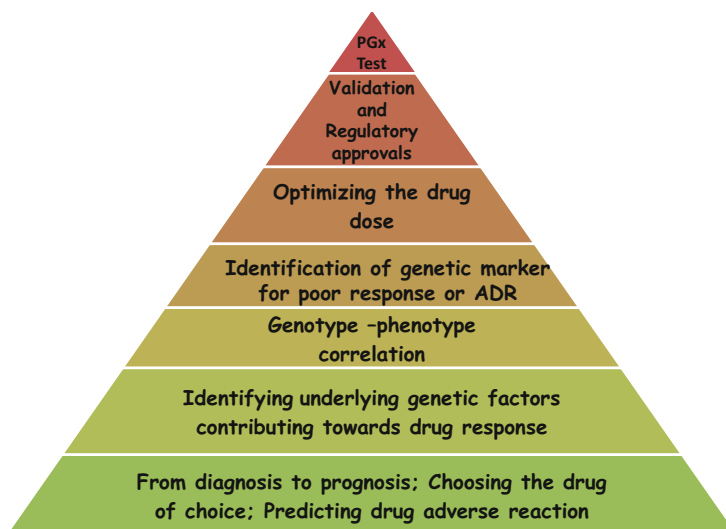 PGx
Test
Validation
and
Regulatory
approvals
Optimizing the drug
dose
Identification of genetic marker
for poor response or ADR
Genotype –phenotype
correlation
Identifying underlying genetic factors
contributing towards drug response
From diagnosis to prognosis; Choosing the drug
of choice; Predicting drug adverse reaction